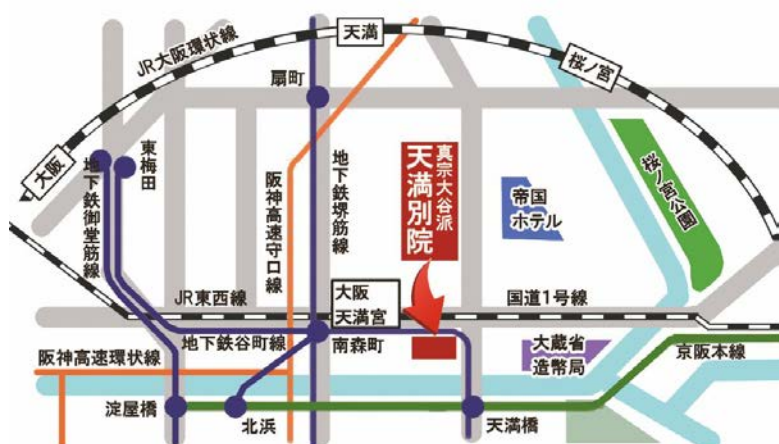 JR大阪環状線
天満
桜ノ宮
扇町
大阪
東梅田
地下鉄御堂筋線
阪神高速守口線
地下鉄堺筋線
真宗大谷派
天満別院
帝国
ホテル
桜ノ宮公園
JR東西線
大阪
天満宮
国道1号線
地下鉄谷町線
南森町
大蔵省
造幣局
京阪本線
阪神高速環状線
淀屋橋
北浜
天満橋